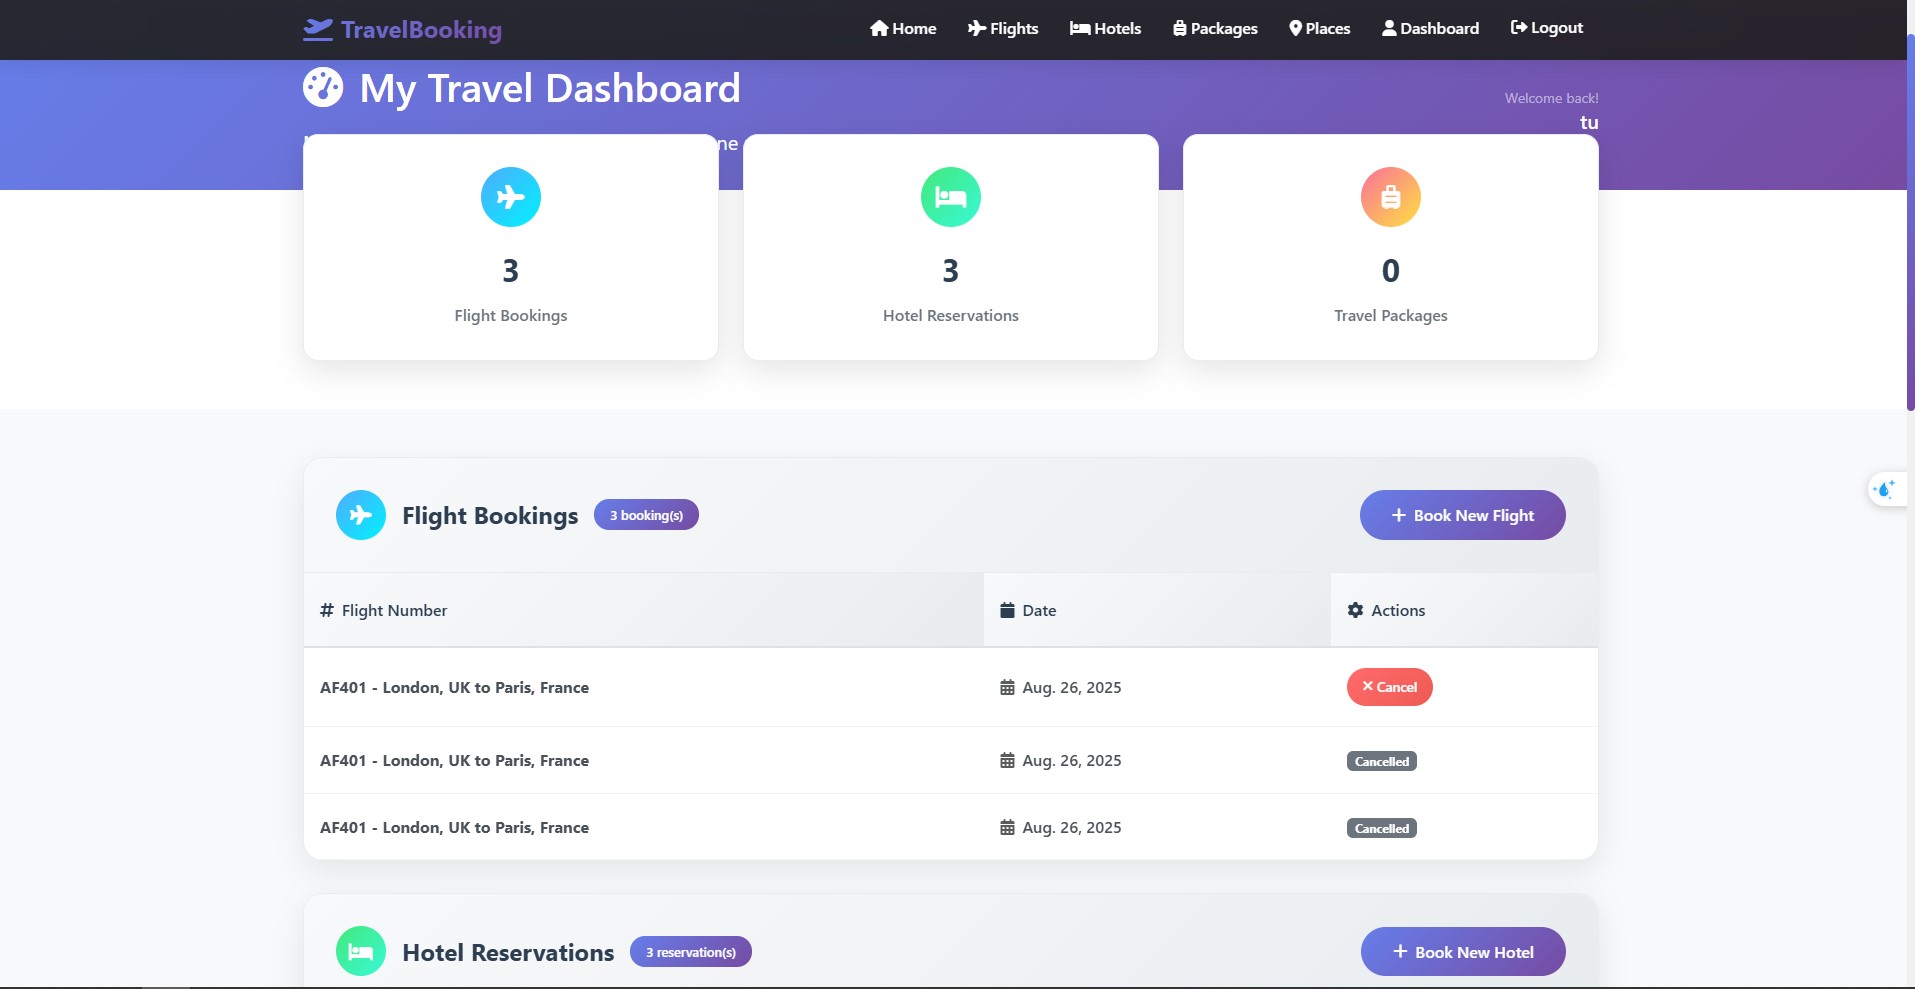 TravelBooking
Home Flights Hotels Packages Places Dashboard Logout
My Travel Dashboard
Welcome back!
tu
3
Flight Bookings
3
Hotel Reservations
0
Travel Packages
Flight Bookings 3 booking(s) + Book New Flight
# Flight Number Date Actions
AF401 - London, UK to Paris, France Aug. 26, 2025 Cancel
AF401 - London, UK to Paris, France Aug. 26, 2025 Cancelled
AF401 - London, UK to Paris, France Aug. 26, 2025 Cancelled
Hotel Reservations 3 reservation(s) + Book New Hotel